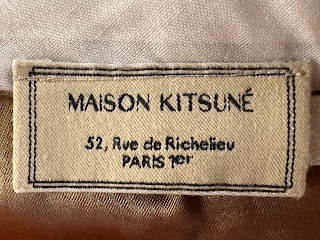 MAISON KITSUNÉ
52, Rue de Richelieu
PARIS 1er